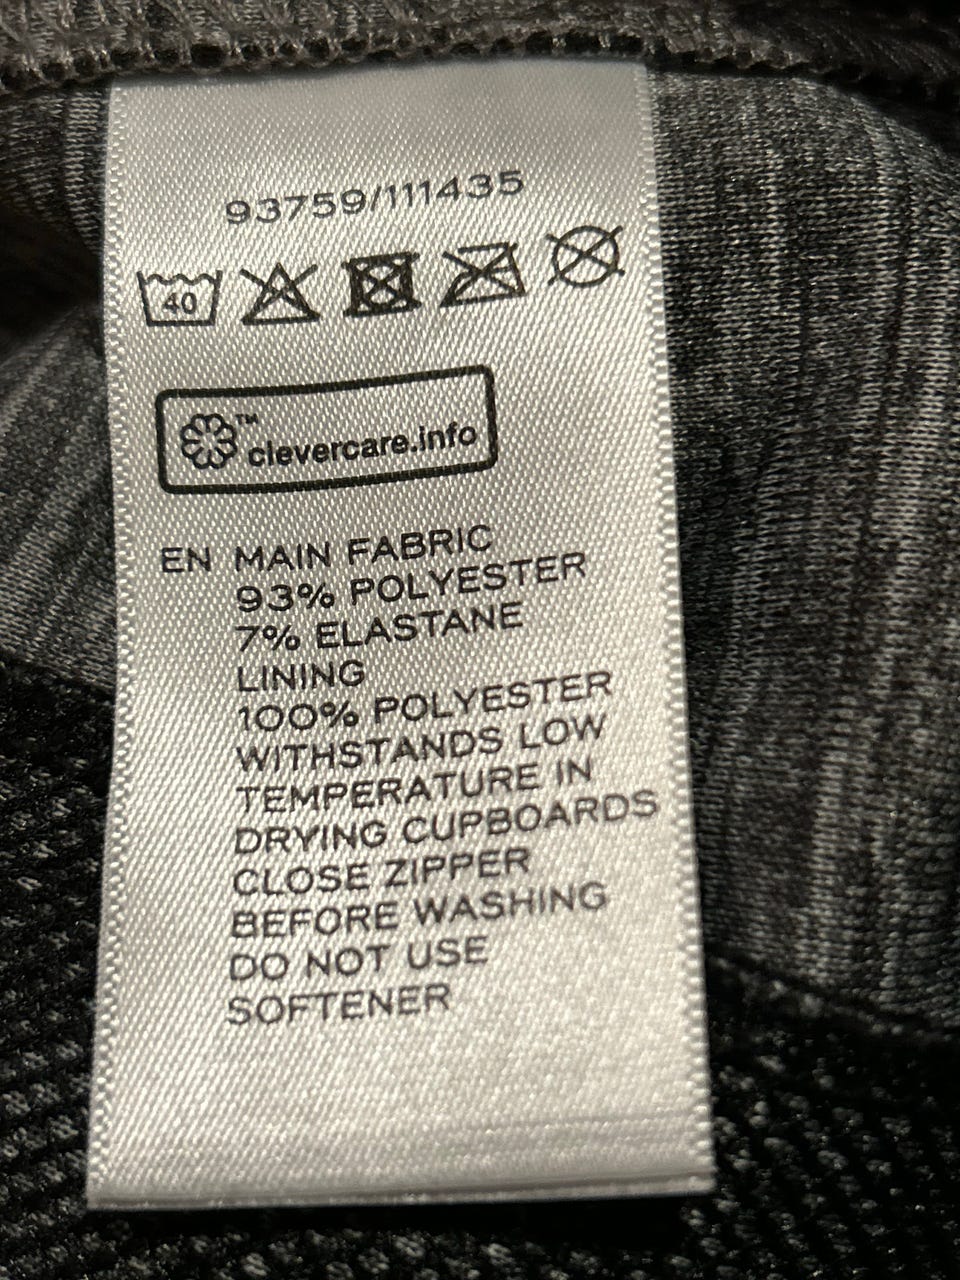 93759/111435
40
™
clevercare.info
EN MAIN FABRIC
93% POLYESTER
7% ELASTANE
LINING
100% POLYESTER
WITHSTANDS LOW
TEMPERATURE IN
DRYING CUPBOARDS
CLOSE ZIPPER
BEFORE WASHING
DO NOT USE
SOFTENER